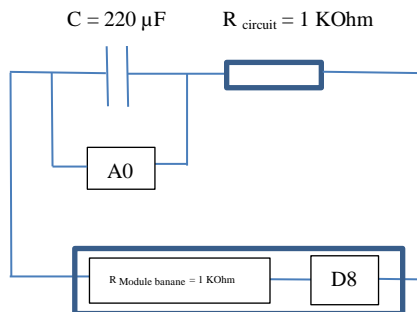 C = 220 µF R circuit = 1 KOhm
A0
R Module banane = 1 KOhm D8